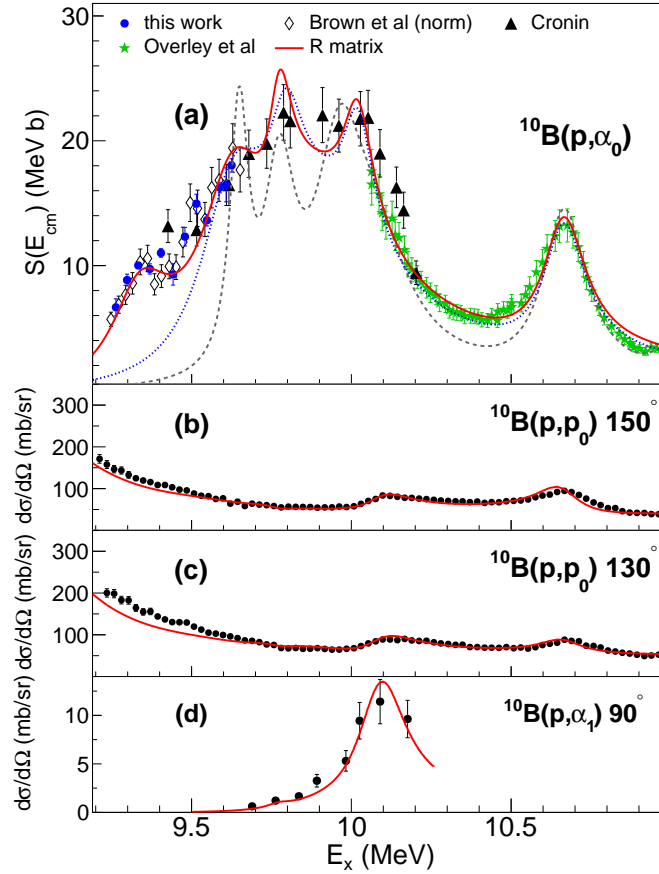 this work Brown et al (norm) Cronin
Overley et al R matrix
30
(a)
¹⁰B(p,α₀)
20
10
S(E_cm) (MeV b)
300
(b)
¹⁰B(p,p₀) 150°
200
100
dσ/dΩ (mb/sr)
300
(c)
¹⁰B(p,p₀) 130°
200
100
dσ/dΩ (mb/sr)
10
(d)
¹⁰B(p,α₁) 90°
5
0
dσ/dΩ (mb/sr)
9.5 10 10.5
E_x (MeV)